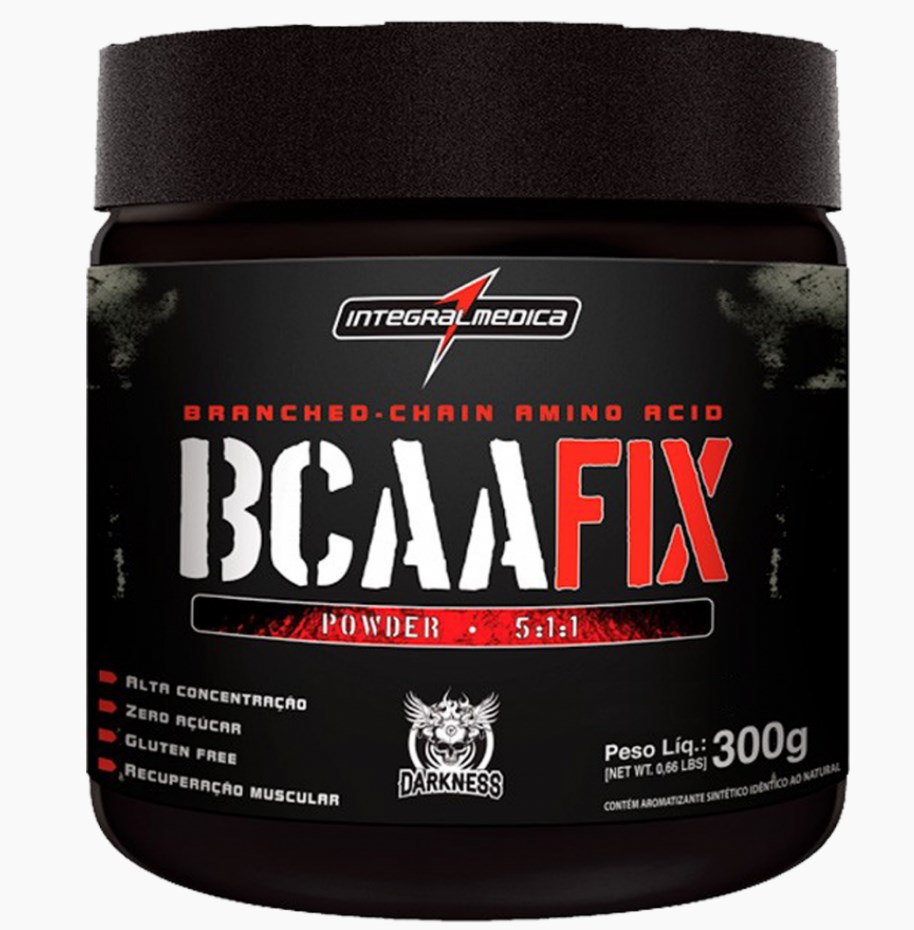 INTEGRALMEDICA
BRANCHED-CHAIN AMINO ACID
BCAAFIX
POWDER • 5:1:1
ALTA CONCENTRAÇÃO
ZERO AÇÚCAR
GLUTEN FREE
RECUPERAÇÃO MUSCULAR
DARKNESS
Peso Líq.: 300g
[NET WT. 0,66 LBS]
CONTÉM AROMATIZANTE SINTÉTICO IDÊNTICO AO NATURAL